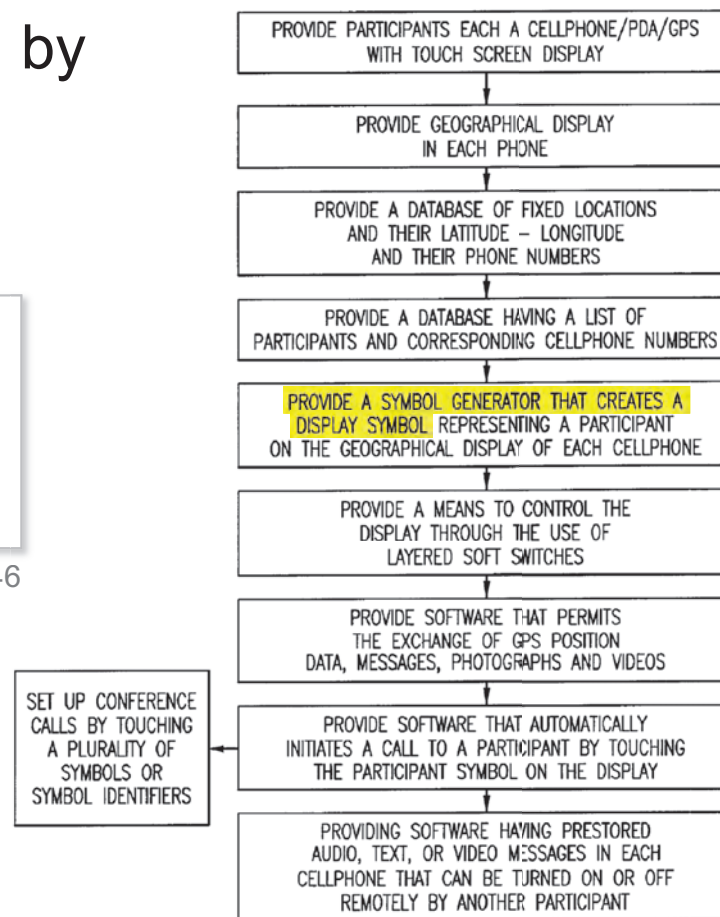 by
PROVIDE PARTICIPANTS EACH A CELLPHONE/PDA/GPS
WITH TOUCH SCREEN DISPLAY
PROVIDE GEOGRAPHICAL DISPLAY
IN EACH PHONE
PROVIDE A DATABASE OF FIXED LOCATIONS
AND THEIR LATITUDE – LONGITUDE
AND THEIR PHONE NUMBERS
PROVIDE A DATABASE HAVING A LIST OF
PARTICIPANTS AND CORRESPONDING CELLPHONE NUMBERS
PROVIDE A SYMBOL GENERATOR THAT CREATES A
DISPLAY SYMBOL REPRESENTING A PARTICIPANT
ON THE GEOGRAPHICAL DISPLAY OF EACH CELLPHONE
PROVIDE A MEANS TO CONTROL THE
DISPLAY THROUGH THE USE OF
LAYERED SOFT SWITCHES
PROVIDE SOFTWARE THAT PERMITS
THE EXCHANGE OF GPS POSITION
DATA, MESSAGES, PHOTOGRAPHS AND VIDEOS
PROVIDE SOFTWARE THAT AUTOMATICALLY
INITIATES A CALL TO A PARTICIPANT BY TOUCHING
THE PARTICIPANT SYMBOL ON THE DISPLAY
SET UP CONFERENCE
CALLS BY TOUCHING
A PLURALITY OF
SYMBOLS OR
SYMBOL IDENTIFIERS
PROVIDING SOFTWARE HAVING PRESTORED
AUDIO, TEXT, OR VIDEO MESSAGES IN EACH
CELLPHONE THAT CAN BE TURNED ON OR OFF
REMOTELY BY ANOTHER PARTICIPANT